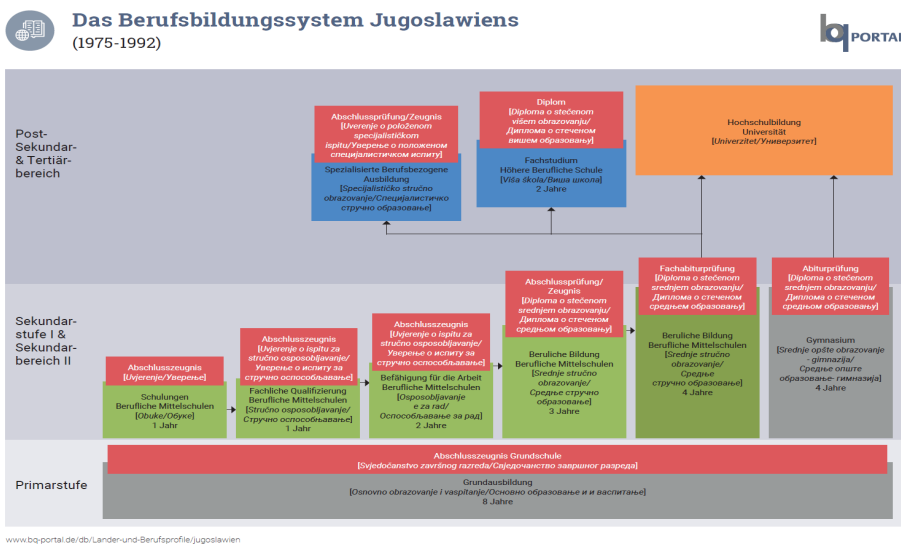 Das Berufsbildungssystem Jugoslawiens
(1975-1992)
bq PORTAL
Post-
Sekundar-
& Tertiär-
bereich
Abschlussprüfung/Zeugnis
[Uverenje o položenom
specijalističkom
ispitu/Уверење о положеном
специјалистичком испиту]
Spezialisierte Berufsbezogene
Ausbildung
[Specijalističko stručno
obrazovanje/Специјалистичко
стручно образовање]
Diplom
[Diploma o stečenom
višem obrazovanju/
Диплома о стеченом
вишем образовању]
Fachstudium
Höhere Berufliche Schule
[Viša škola/Виша школа]
2 Jahre
Hochschulbildung
Universität
[Univerzitet/Универзитет]
Sekundar-
stufe I &
Sekundar-
bereich II
Abschlusszeugnis
[Uvjerenje/Уверење]
Schulungen
Berufliche Mittelschulen
[Obuke/Обуке]
1 Jahr
Abschlusszeugnis
[Uvjerenje o ispitu za
stručno osposobljavanje/
Уверење о испиту за
стручно оспособљавање]
Fachliche Qualifizierung
Berufliche Mittelschulen
[Stručno osposobljavanje/
Стручно оспособљавање]
1 Jahr
Abschlusszeugnis
[Uvjerenje o ispitu za
stručno osposobljavanje/
Уверење о испиту за
стручно оспособљавање]
Befähigung für die Arbeit
Berufliche Mittelschulen
[Osposobljavanje
e za rad/
Оспособљавање за рад]
2 Jahre
Abschlussprüfung/
Zeugnis
[Diploma o stečenom
srednjem obrazovanju/
Диплома о стеченом
средњом образовању]
Beruliche Bildung
Berufliche Mittelschulen
[Srednje stručno
obrazovanje/
Средње стручно
образовање]
3 Jahre
Fachabiturprüfung
[Diploma o stečenom
srednjem obrazovanju/
Диплома о стеченом
средњем образовању]
Beruliche Bildung
Berufliche Mittelschulen
[Srednje stručno
obrazovanje/
Средње
стручно образовање]
4 Jahre
Abiturprüfung
[Diploma o stečenom
srednjem obrazovanju/
Диплома о стеченом
средњем образовању]
Gymnasium
[Srednje opšte obrazovanje
- gimnazija/
Средње опште
образовање- гимназија]
4 Jahre
Primarstufe
Abschlusszeugnis Grundschule
[Svjedočanstvo završnog razreda/Сведочанство завршног разреда]
Grundausbildung
[Osnovno obrazovanje i vaspitanje/Основно образовање и и васпитање]
8 Jahre
www.bq-portal.de/db/Lander-und-Berufsprofile/jugoslawien